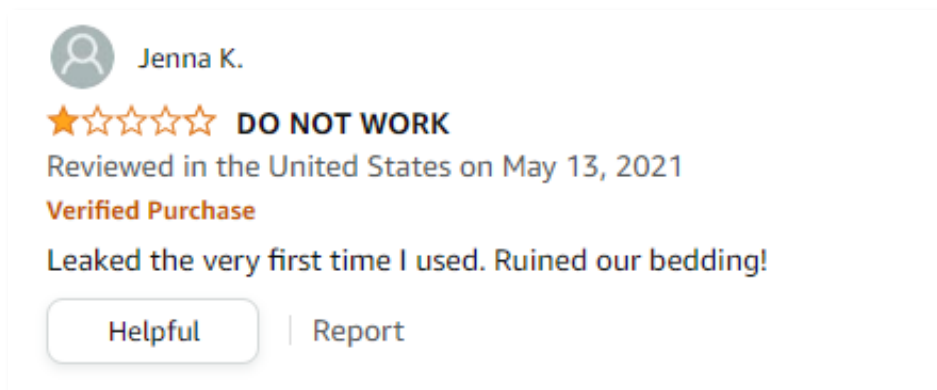 Jenna K.
DO NOT WORK
Reviewed in the United States on May 13, 2021
Verified Purchase
Leaked the very first time I used. Ruined our bedding!
Helpful | Report